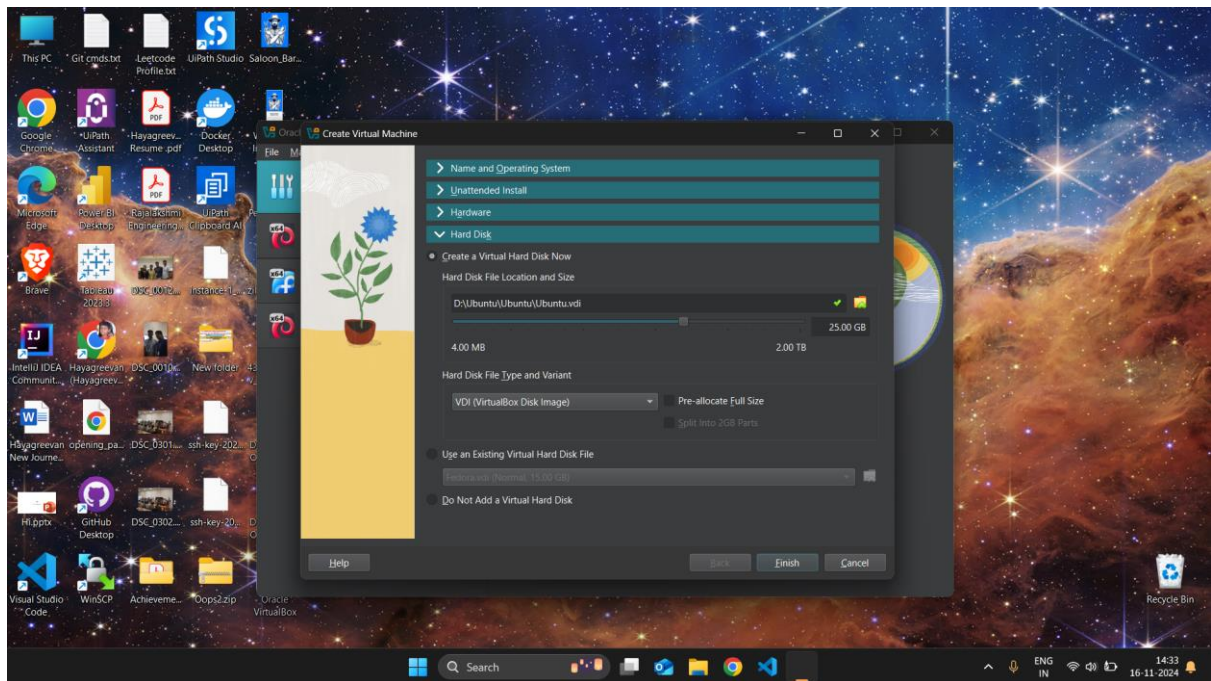 This PC
Git cmds.txt
Leetcode
Profile.txt
UiPath Studio
Saloon_Bar...
Google
Chrome
UiPath
Assistant
Hayagreev...
Resume .pdf
Docker
Desktop
Microsoft
Edge
Power BI
Desktop
Rajalakshmi
Engineering...
UiPath
Clipboard AI
Brave
Tableau
2023.3
DSC_0012...
Instance-1_...
IntelliJ IDEA
Communit...
Hayagreevan
(Hayagreev...
DSC_0010...
New folder
Hayagreevan
New Journe...
opening_pa...
DSC_0301...
ssh-key-202...
Hi.pptx
GitHub
Desktop
DSC_0302...
ssh-key-20...
Visual Studio
Code
WinSCP
Achieveme...
Oops2.zip
Oracle
VirtualBox
File
Create Virtual Machine
Name and Operating System
Unattended Install
Hardware
Hard Disk
Create a Virtual Hard Disk Now
Hard Disk File Location and Size
D:\Ubuntu\Ubuntu\Ubuntu.vdi
25.00 GB
4.00 MB 2.00 TB
Hard Disk File Type and Variant
VDI (VirtualBox Disk Image) Pre-allocate Full Size
Split Into 2GB Parts
Use an Existing Virtual Hard Disk File
Fedora.vdi (Normal, 15.00 GB)
Do Not Add a Virtual Hard Disk
Help Back Finish Cancel
Recycle Bin
Search
ENG
IN
14:33
16-11-2024